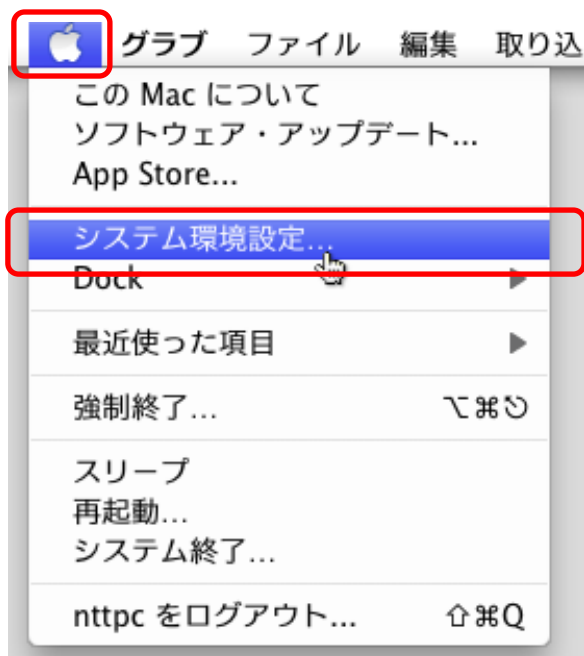 グラブ ファイル 編集 取り込
この Mac について
ソフトウェア・アップデート...
App Store...
システム環境設定...
Dock
最近使った項目
強制終了... ⌥⌘⎋
スリープ
再起動...
システム終了...
nttpc をログアウト... ⇧⌘Q